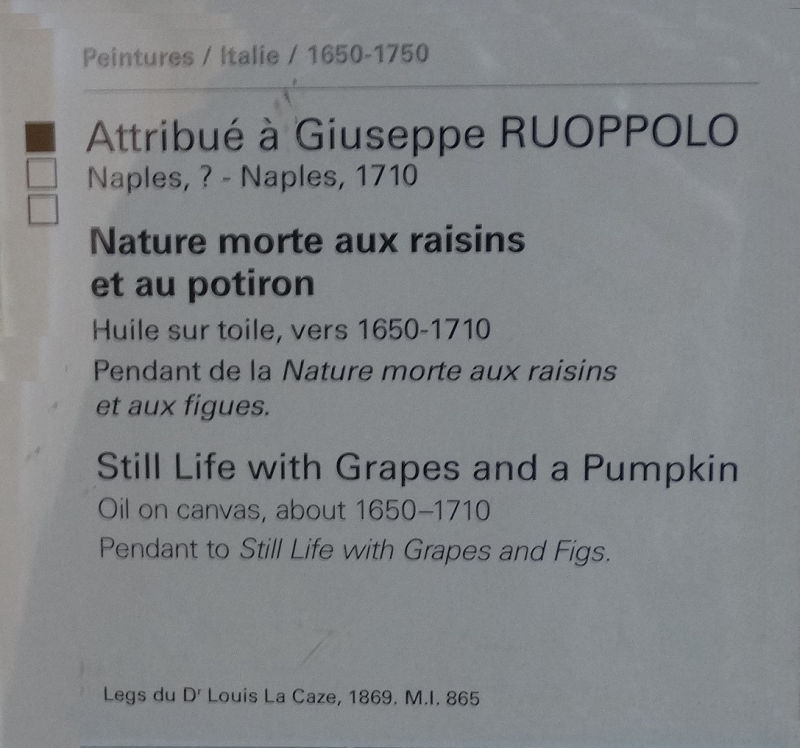 Peintures / Italie / 1650-1750
Attribué à Giuseppe RUOPPOLO
Naples, ? - Naples, 1710
Nature morte aux raisins
et au potiron
Huile sur toile, vers 1650-1710
Pendant de la Nature morte aux raisins
et aux figues.
Still Life with Grapes and a Pumpkin
Oil on canvas, about 1650–1710
Pendant to Still Life with Grapes and Figs.
Legs du Dʳ Louis La Caze, 1869. M.I. 865